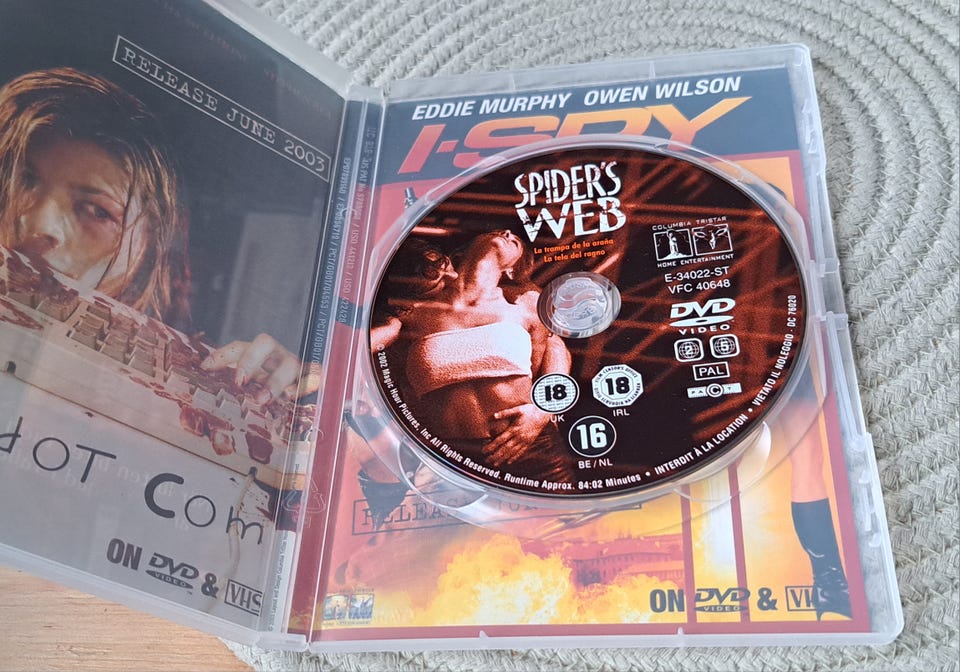 RELEASE JUNE 2003
DOT COM
ON DVD VIDEO & VHS
EDDIE MURPHY OWEN WILSON
I-SPY
SPIDER'S
WEB
La trampa de la araña
La tela del ragno
COLUMBIA TRISTAR
HOME ENTERTAINMENT
E-34022-ST
VFC 40648
DVD
VIDEO
2 5
PAL
18
UK
18
IRL
16
BE / NL
© 2002 Magic Hour Pictures, Inc All Rights Reserved. Runtime Approx. 84:02 Minutes • INTERDIT À LA LOCATION • VIETATO IL NOLEGGIO · DC 76020
RELEASE
ON DVD VIDEO & VHS